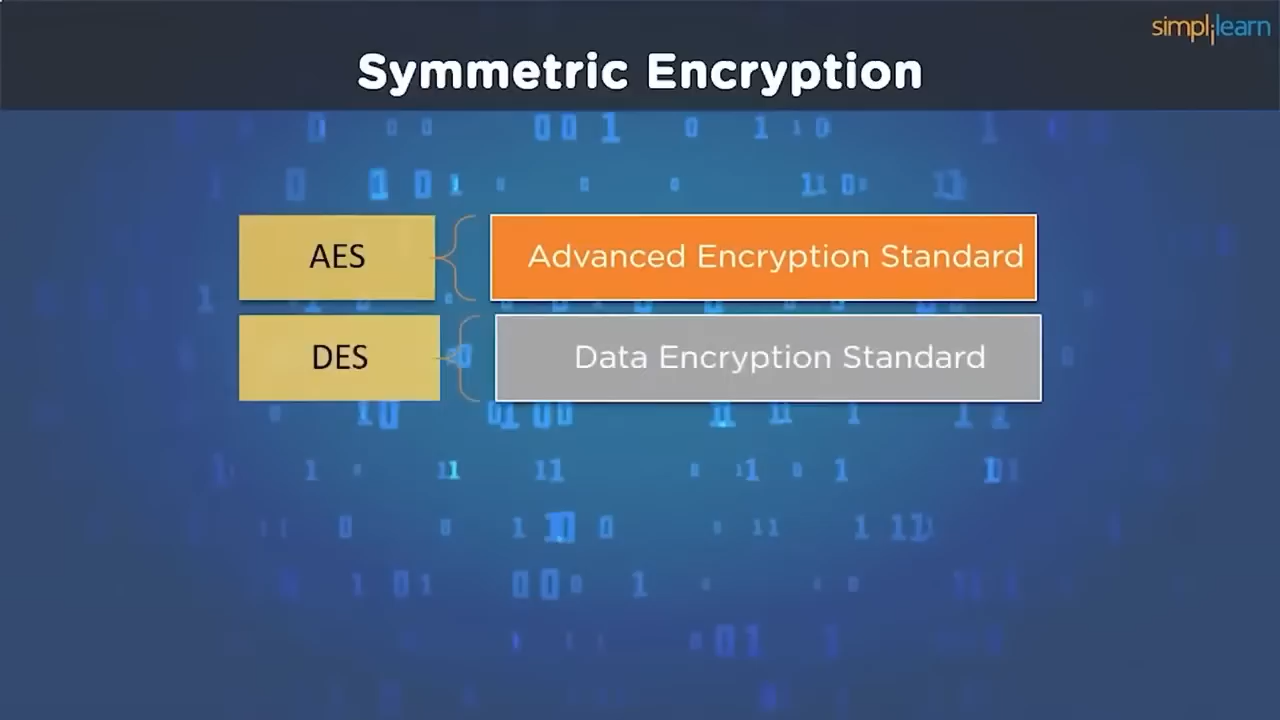 simplilearn
Symmetric Encryption
AES
Advanced Encryption Standard
DES
Data Encryption Standard